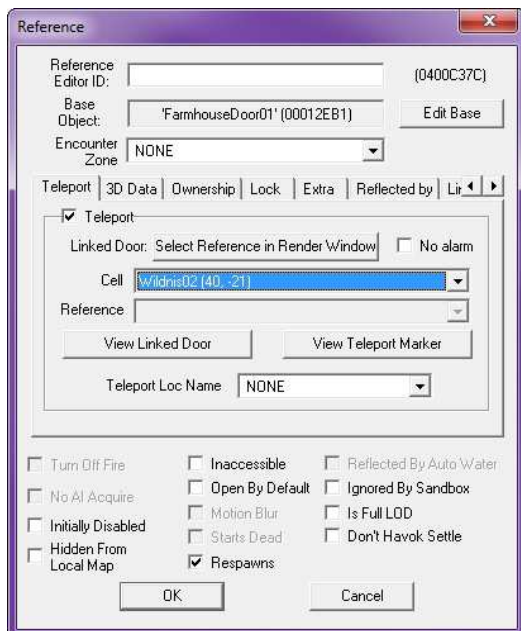 Reference
Reference Editor ID:
(0400C37C)
Base Object:
'FarmhouseDoor01' (00012EB1)
Edit Base
Encounter Zone
NONE
Teleport
3D Data
Ownership
Lock
Extra
Reflected by
Teleport
Linked Door:
Select Reference in Render Window
No alarm
Cell
Wildnis02 (40, -21)
Reference
View Linked Door
View Teleport Marker
Teleport Loc Name
NONE
Turn Off Fire
Inaccessible
Reflected By Auto Water
No AI Acquire
Open By Default
Ignored By Sandbox
Initially Disabled
Motion Blur
Is Full LOD
Hidden From Local Map
Starts Dead
Don't Havok Settle
Respawns
OK
Cancel